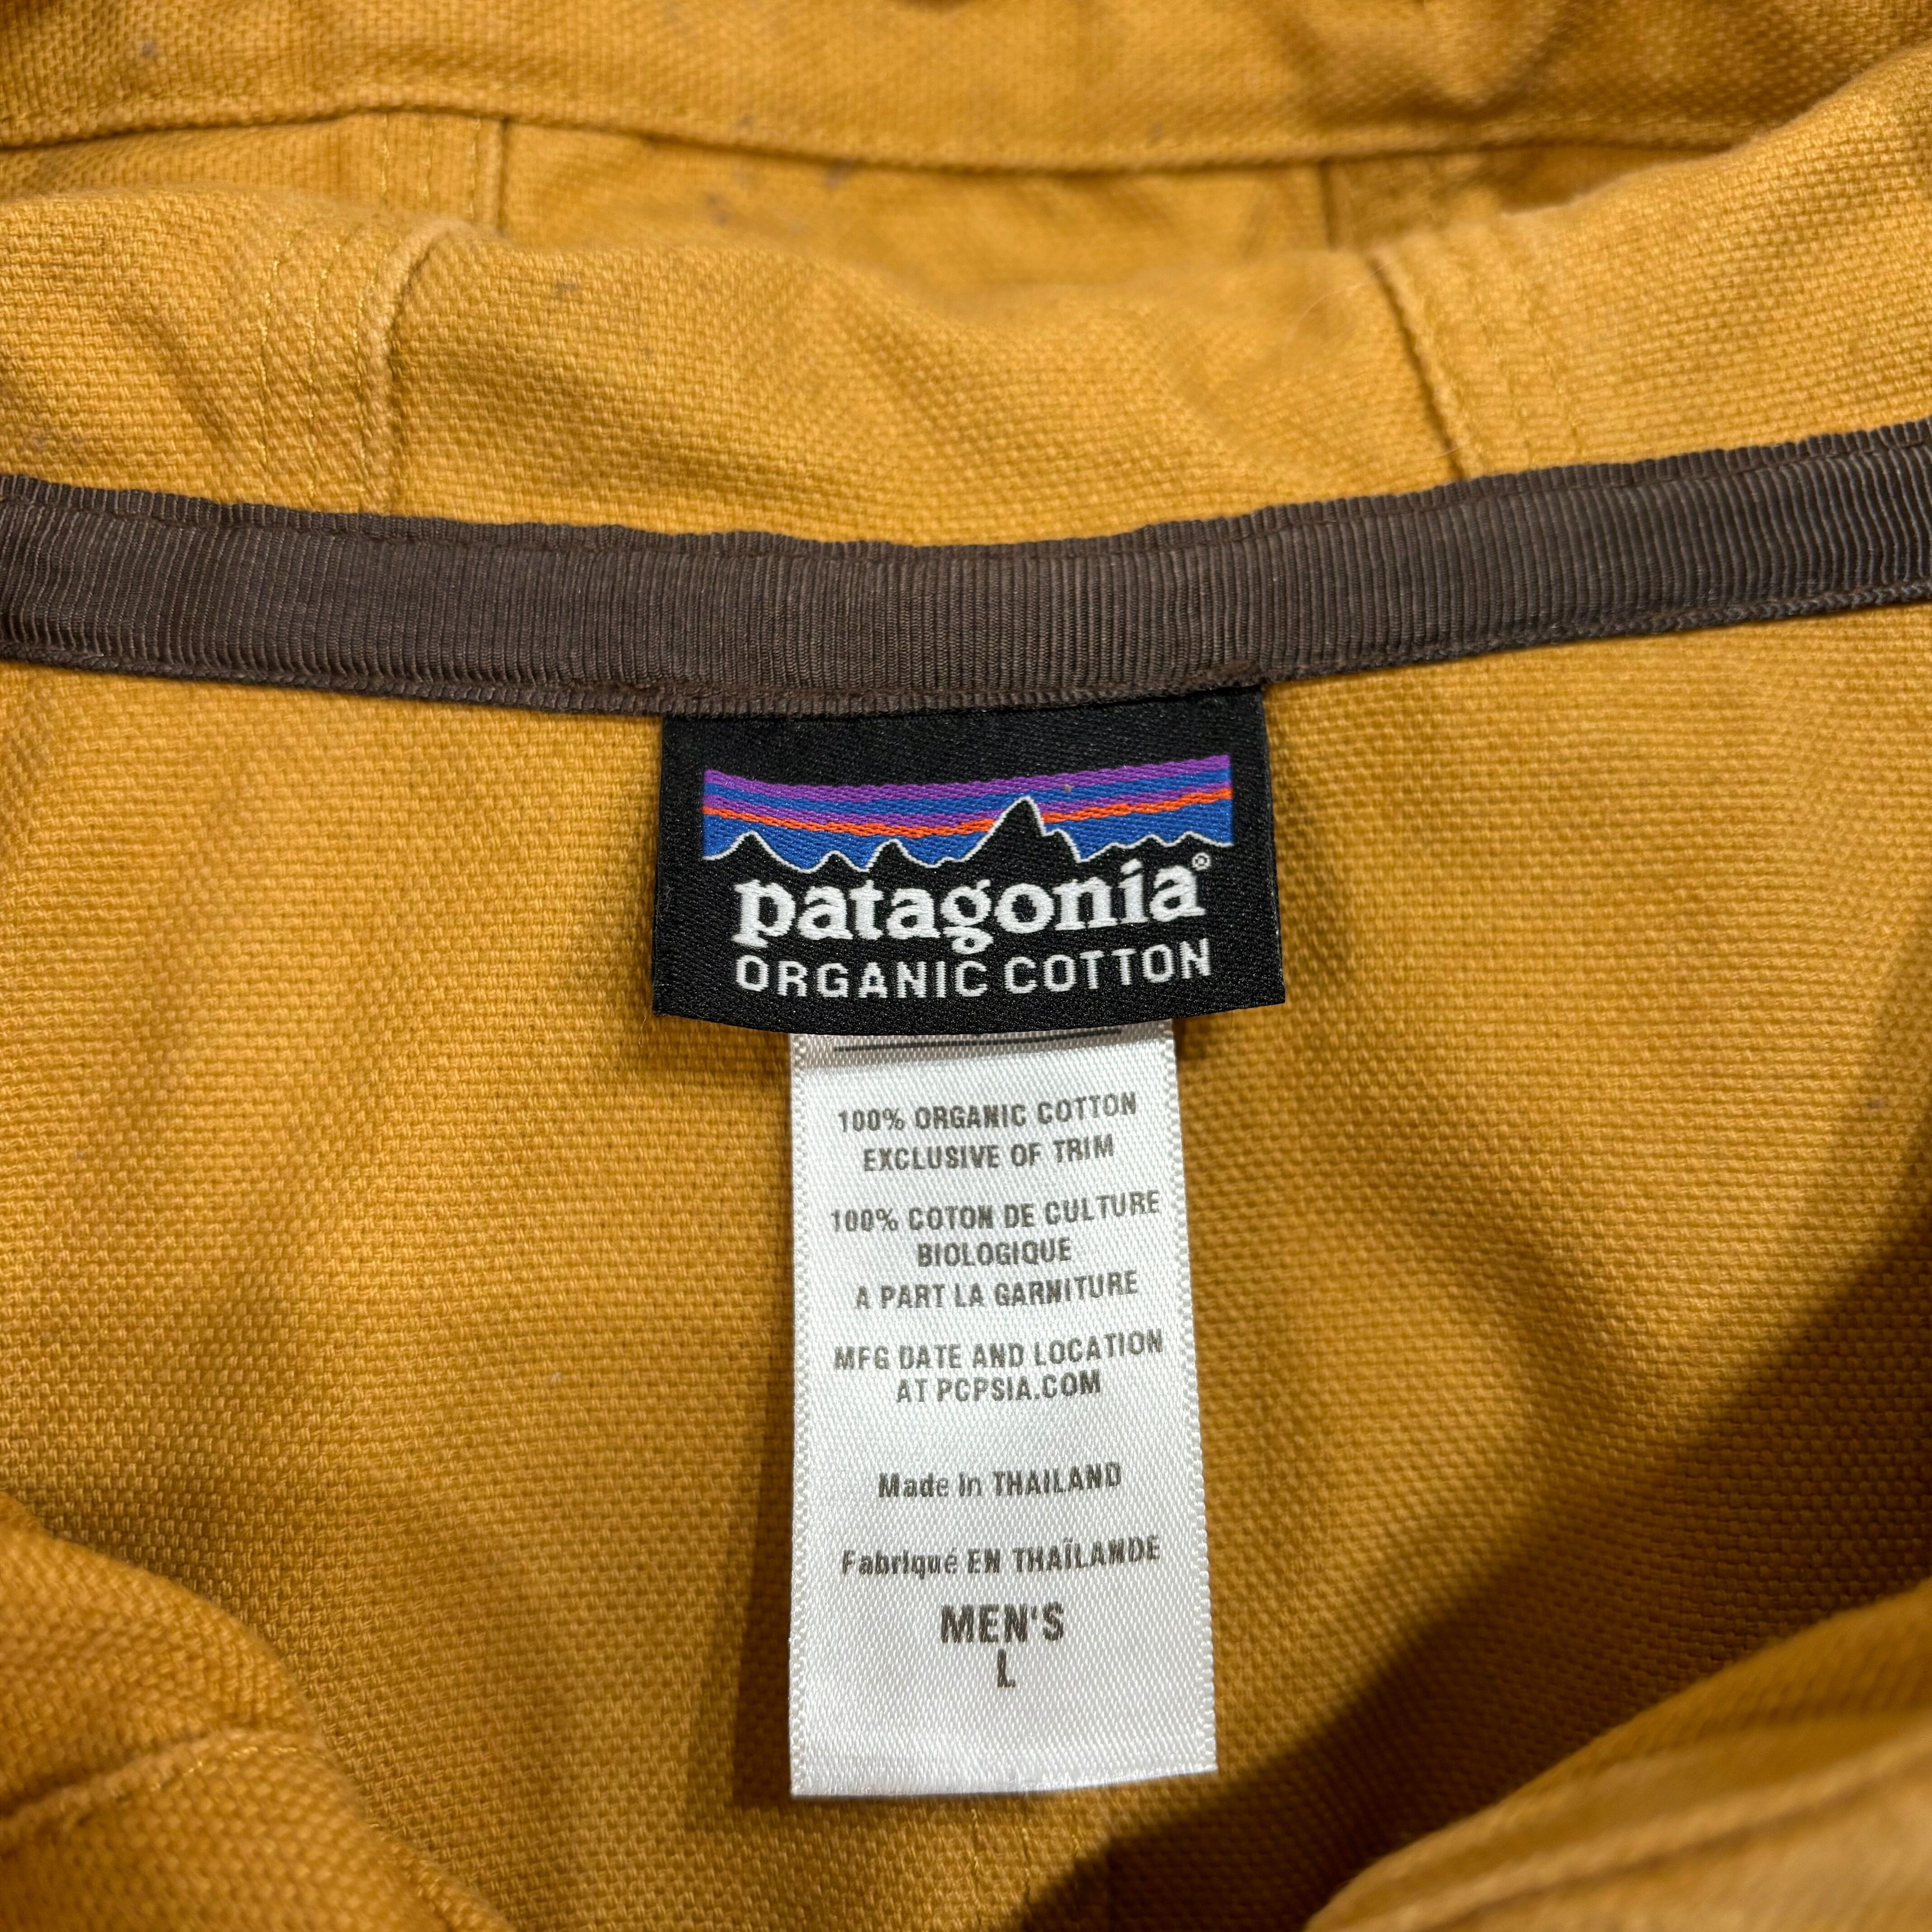 patagonia®
ORGANIC COTTON
100% ORGANIC COTTON
EXCLUSIVE OF TRIM
100% COTON DE CULTURE
BIOLOGIQUE
A PART LA GARNITURE
MFG DATE AND LOCATION
AT PCPSIA.COM
Made In THAILAND
Fabriqué EN THAÏLANDE
MEN'S
L